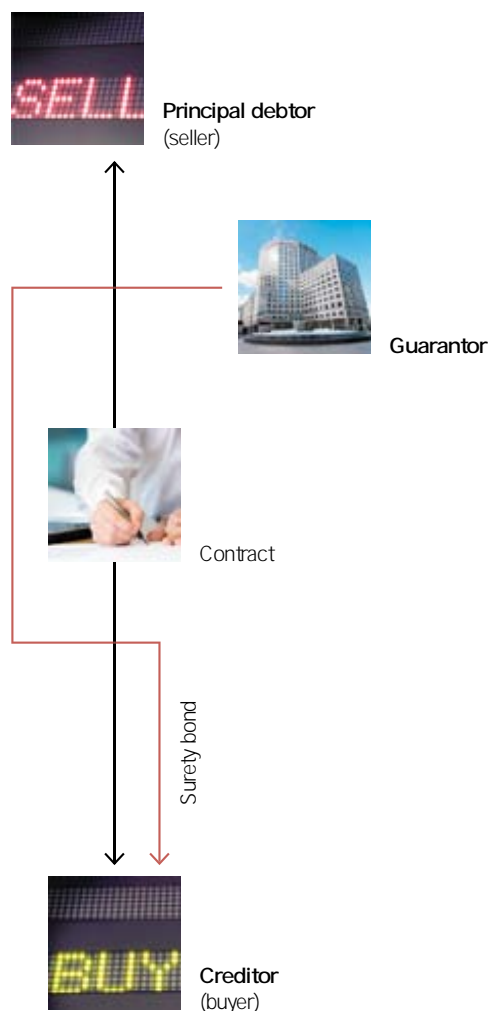 SELL
Principal debtor
(seller)
Guarantor
Contract
Surety bond
BUY
Creditor
(buyer)